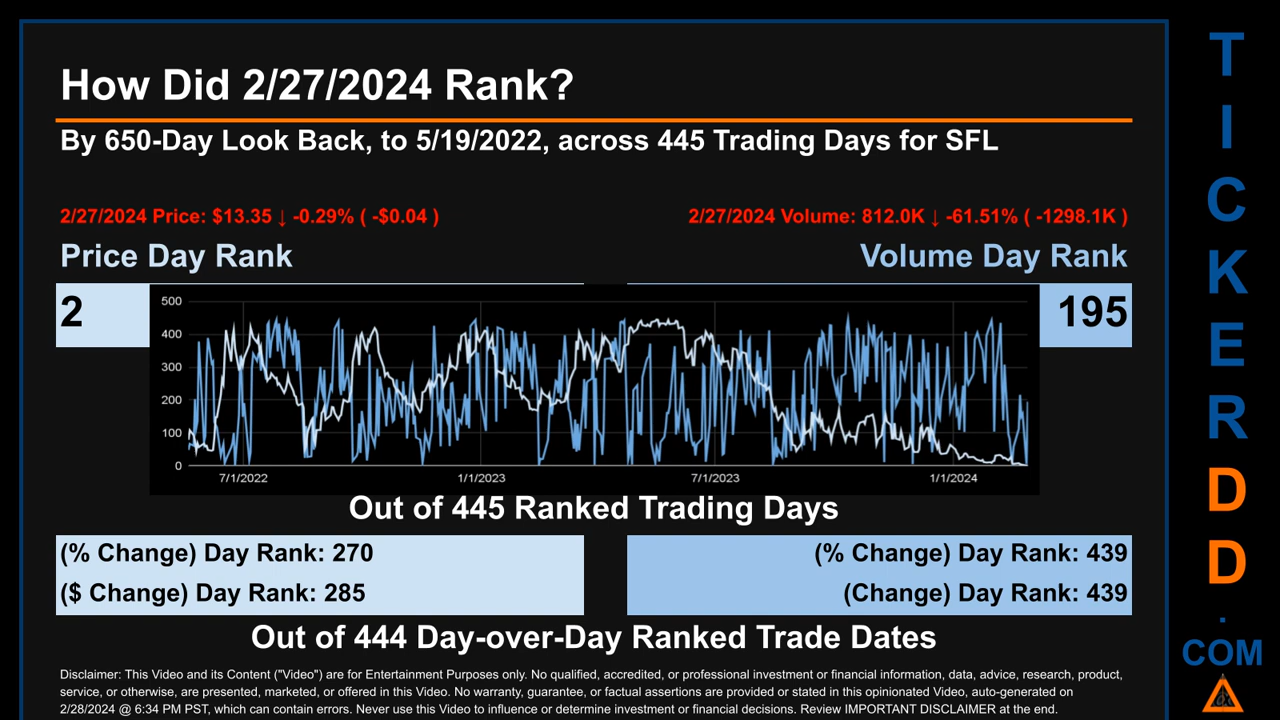 How Did 2/27/2024 Rank?
By 650-Day Look Back, to 5/19/2022, across 445 Trading Days for SFL
2/27/2024 Price: $13.35 ↓ -0.29% ( -$0.04 )
2/27/2024 Volume: 812.0K ↓ -61.51% ( -1298.1K )
Price Day Rank
Volume Day Rank
2
195
500
400
300
200
100
0
7/1/2022
1/1/2023
7/1/2023
1/1/2024
Out of 445 Ranked Trading Days
(% Change) Day Rank: 270
($ Change) Day Rank: 285
(% Change) Day Rank: 439
(Change) Day Rank: 439
Out of 444 Day-over-Day Ranked Trade Dates
Disclaimer: This Video and its Content ("Video") are for Entertainment Purposes only. No qualified, accredited, or professional investment or financial information, data, advice, research, product,
service, or otherwise, are presented, marketed, or offered in this Video. No warranty, guarantee, or factual assertions are provided or stated in this opinionated Video, auto-generated on
2/28/2024 @ 6:34 PM PST, which can contain errors. Never use this Video to influence or determine investment or financial decisions. Review IMPORTANT DISCLAIMER at the end.
T
I
C
K
E
R
D
D
.
COM